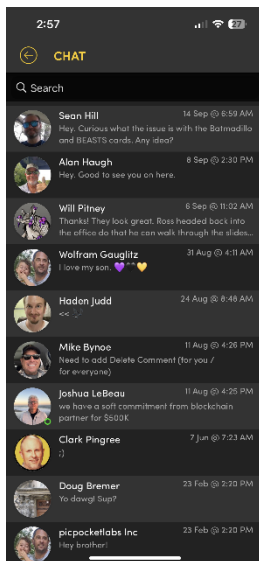 2:57
27
CHAT
Search
Sean Hill
14 Sep @ 6:59 AM
Hey. Curious what the issue is with the Batmadilla
and BEASTS cards. Any idea?
Alan Haugh
8 Sep @ 2:30 PM
Hey. Good to see you on here.
Will Pitney
6 Sep @ 11:02 AM
Thanks! They look great. Ross headed back into
the office do that he can walk through the slides...
Wolfram Gauglitz
31 Aug @ 4:11 AM
I love my son. 💜🖤💛
Haden Judd
24 Aug @ 8:48 AM
<<
Mike Bynoe
11 Aug @ 4:26 PM
Need to add Delete Comment (for you /
for everyone)
Joshua LeBeau
11 Aug @ 4:25 PM
we have a soft commitment from blockchain
partner for $500K
Clark Pingree
7 Jun @ 7:23 AM
;)
Doug Bremer
23 Feb @ 2:20 PM
Yo dawg! Sup?
picpocketlabs Inc
23 Feb @ 2:20 PM
Hey brother!